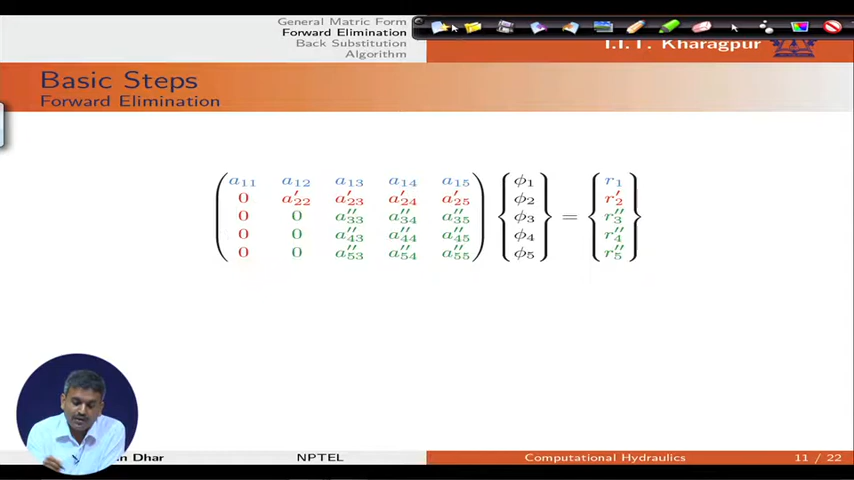 General Matric Form
Forward Elimination
Back Substitution
Algorithm
I.I.T. Kharagpur
Basic Steps
Forward Elimination
a₁₁ a₁₂ a₁₃ a₁₄ a₁₅ ϕ₁ r₁
0 a′₂₂ a′₂₃ a′₂₄ a′₂₅ ϕ₂ r′₂
0 0 a″₃₃ a″₃₄ a″₃₅ ϕ₃ = r″₃
0 0 a″₄₃ a″₄₄ a″₄₅ ϕ₄ r″₄
0 0 a″₅₃ a″₅₄ a″₅₅ ϕ₅ r″₅
Dhar NPTEL Computational Hydraulics 11 / 22